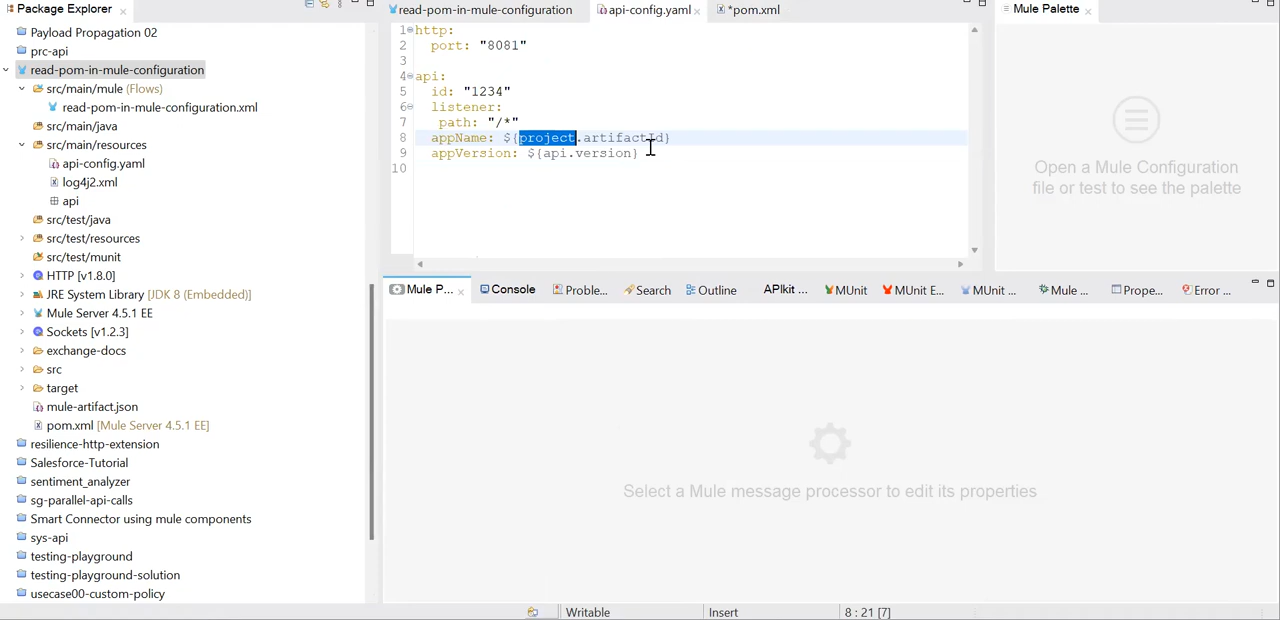 Package Explorer
Payload Propagation 02
prc-api
read-pom-in-mule-configuration
src/main/mule (Flows)
read-pom-in-mule-configuration.xml
src/main/java
src/main/resources
api-config.yaml
log4j2.xml
api
src/test/java
src/test/resources
src/test/munit
HTTP [v1.8.0]
JRE System Library [JDK 8 (Embedded)]
Mule Server 4.5.1 EE
Sockets [v1.2.3]
exchange-docs
src
target
mule-artifact.json
pom.xml [Mule Server 4.5.1 EE]
resilience-http-extension
Salesforce-Tutorial
sentiment_analyzer
sg-parallel-api-calls
Smart Connector using mule components
sys-api
testing-playground
testing-playground-solution
usecase00-custom-policy
read-pom-in-mule-configuration
api-config.yaml
*pom.xml
1 http:
2 port: "8081"
3
4 api:
5 id: "1234"
6 listener:
7 path: "/*"
8 appName: ${project.artifactId}
9 appVersion: ${api.version}
10
Mule Palette
Open a Mule Configuration
file or test to see the palette
Mule P...
Console
Proble...
Search
Outline
APIkit ...
MUnit
MUnit E...
MUnit ...
Mule ...
Prope...
Error ...
Select a Mule message processor to edit its properties
Writable
Insert
8 : 21 [7]